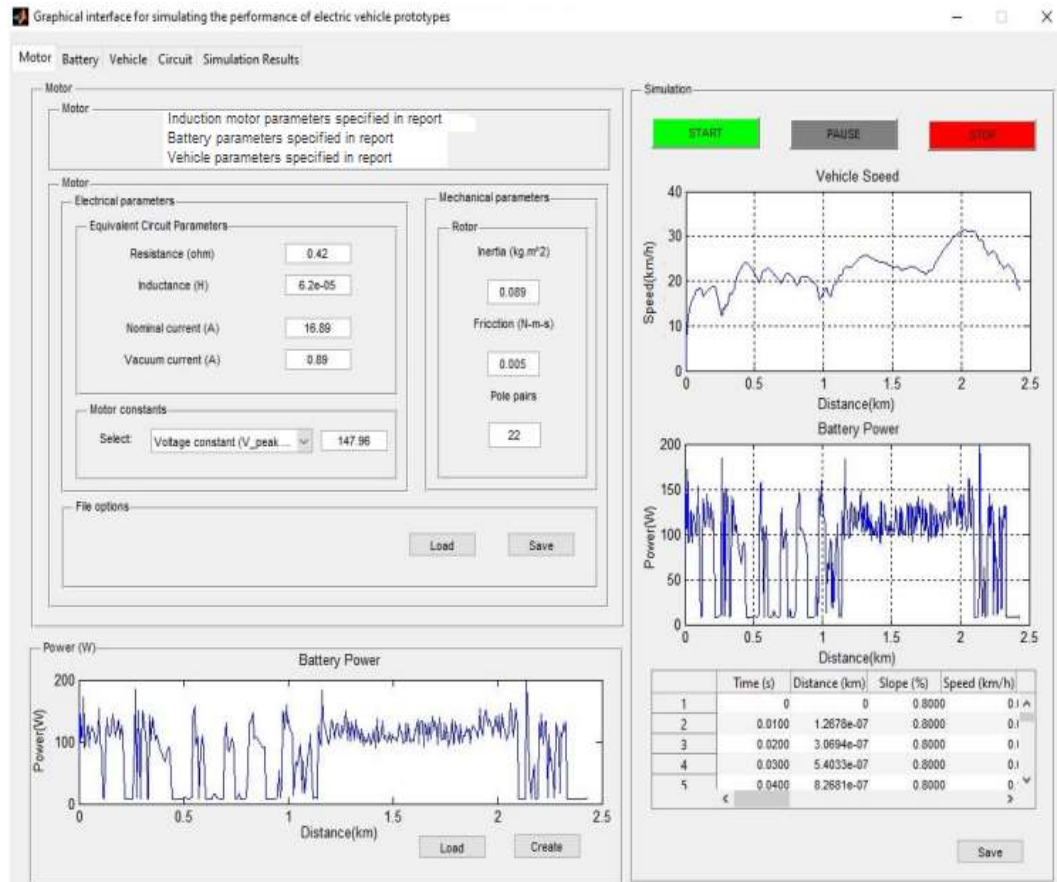 Graphical interface for simulating the performance of electric vehicle prototypes
Motor Battery Vehicle Circuit Simulation Results
Motor
Motor
Induction motor parameters specified in report
Battery parameters specified in report
Vehicle parameters specified in report
Motor
Electrical parameters
Equivalent Circuit Parameters
Resistance (ohm) 0.42
Inductance (H) 6.2e-05
Nominal current (A) 16.89
Vacuum current (A) 0.89
Motor constants
Select: Voltage constant (V_peak ... 147.96
Mechanical parameters
Rotor
Inertia (kg.m^2)
0.089
Fricction (N-m-s)
0.005
Pole pairs
22
File options
Load Save
Power (W)
Battery Power
Power(W)
200
100
0
0 0.5 1 1.5 2 2.5
Distance(km)
Load Create
Simulation
START PAUSE STOP
Vehicle Speed
Speed(km/h)
40
30
20
10
0
0 0.5 1 1.5 2 2.5
Distance(km)
Battery Power
Power(W)
200
150
100
50
0
0 0.5 1 1.5 2 2.5
Distance(km)
Time (s) Distance (km) Slope (%) Speed (km/h)
1 0 0 0.8000 0.
2 0.0100 1.2678e-07 0.8000 0.
3 0.0200 3.0694e-07 0.8000 0.
4 0.0300 5.4033e-07 0.8000 0.
5 0.0400 8.2681e-07 0.8000 0.
Save